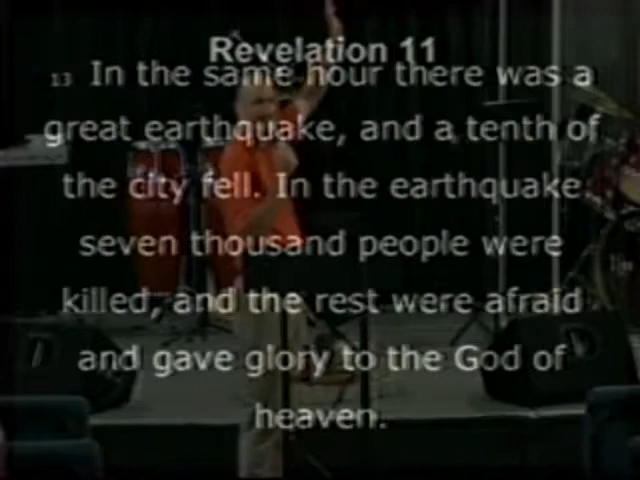 Revelation 11
13 In the same hour there was a
great earthquake, and a tenth of
the city fell. In the earthquake
seven thousand people were
killed, and the rest were afraid
and gave glory to the God of
heaven.